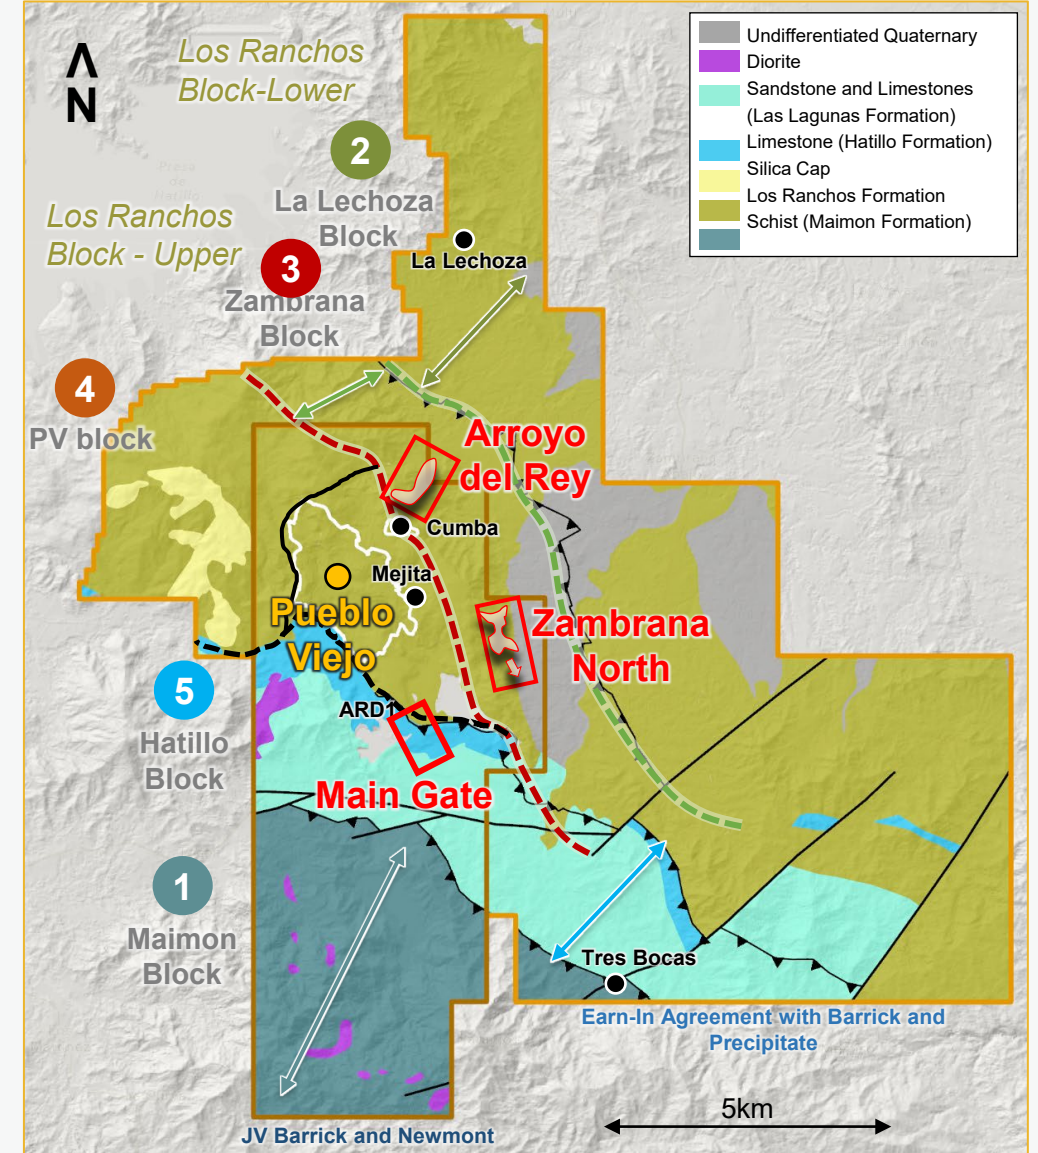 Λ
N
Los Ranchos
Block-Lower
2
La Lechoza
Block
Los Ranchos
Block - Upper
3
Zambrana
Block
4
PV block
Undifferentiated Quaternary
Diorite
Sandstone and Limestones
(Las Lagunas Formation)
Limestone (Hatillo Formation)
Silica Cap
Los Ranchos Formation
Schist (Maimon Formation)
La Lechoza
Arroyo
del Rey
Cumba
Mejita
Pueblo
Viejo
Zambrana
North
ARD1
Main Gate
5
Hatillo
Block
1
Maimon
Block
Tres Bocas
Earn-In Agreement with Barrick and
Precipitate
5km
JV Barrick and Newmont